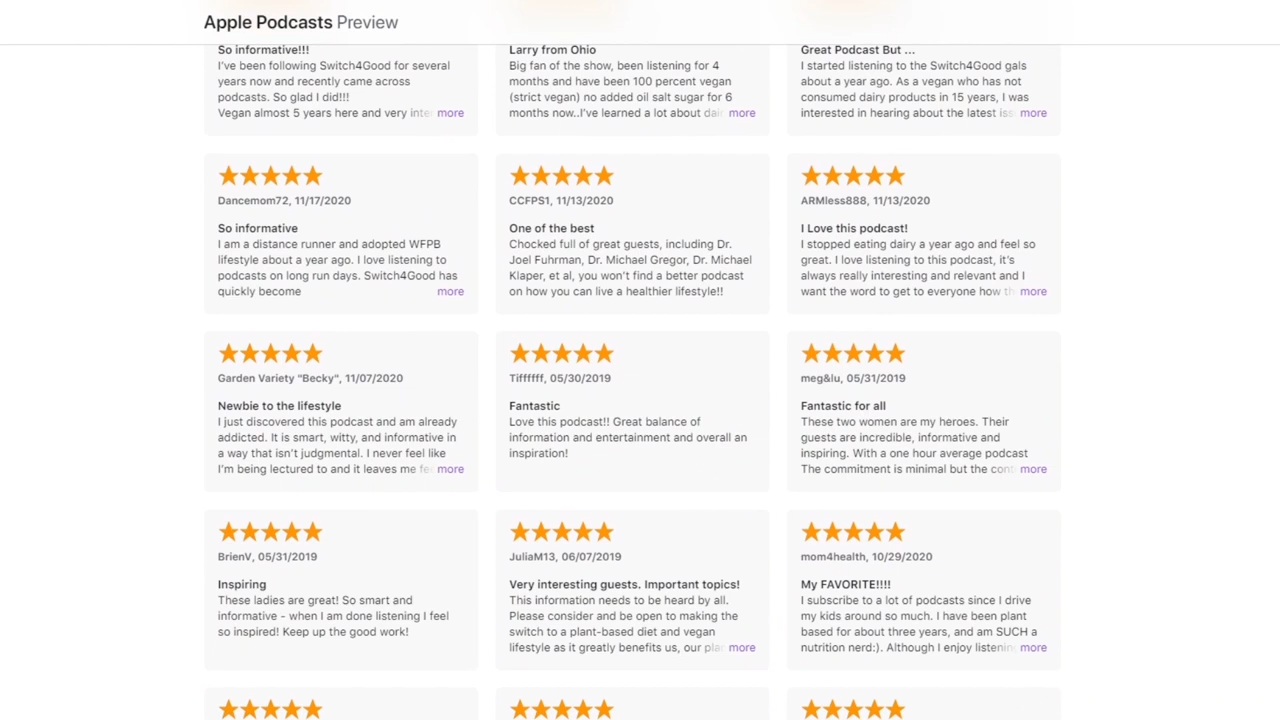 Apple Podcasts Preview
So informative!!!
I've been following Switch4Good for several
years now and recently came across
podcasts. So glad I did!!!
Vegan almost 5 years here and very more
Larry from Ohio
Big fan of the show, been listening for 4
months and have been 100 percent vegan
(strict vegan) no added oil salt sugar for 6
months now..I've learned a lot about more
Great Podcast But ...
I started listening to the Switch4Good gals
about a year ago. As a vegan who has not
consumed dairy products in 15 years, I was
interested in hearing about the latest more
Dancemom72, 11/17/2020
So informative
I am a distance runner and adopted WFPB
lifestyle about a year ago. I love listening to
podcasts on long run days. Switch4Good has
quickly become more
CCFPS1, 11/13/2020
One of the best
Chocked full of great guests, including Dr.
Joel Fuhrman, Dr. Michael Gregor, Dr. Michael
Klaper, et al, you won't find a better podcast
on how you can live a healthier lifestyle!!
ARMless888, 11/13/2020
I Love this podcast!
I stopped eating dairy a year ago and feel so
great. I love listening to this podcast, it's
always really interesting and relevant and I
want the word to get to everyone how more
Garden Variety "Becky", 11/07/2020
Newbie to the lifestyle
I just discovered this podcast and am already
addicted. It is smart, witty, and informative in
a way that isn't judgmental. I never feel like
I'm being lectured to and it leaves me more
Tiffffff, 05/30/2019
Fantastic
Love this podcast!! Great balance of
information and entertainment and overall an
inspiration!
meg&lu, 05/31/2019
Fantastic for all
These two women are my heroes. Their
guests are incredible, informative and
inspiring. With a one hour average podcast
The commitment is minimal but the more
BrienV, 05/31/2019
Inspiring
These ladies are great! So smart and
informative - when I am done listening I feel
so inspired! Keep up the good work!
JuliaM13, 06/07/2019
Very interesting guests. Important topics!
This information needs to be heard by all.
Please consider and be open to making the
switch to a plant-based diet and vegan
lifestyle as it greatly benefits us, our more
mom4health, 10/29/2020
My FAVORITE!!!!
I subscribe to a lot of podcasts since I drive
my kids around so much. I have been plant
based for about three years, and am SUCH a
nutrition nerd:). Although I enjoy more